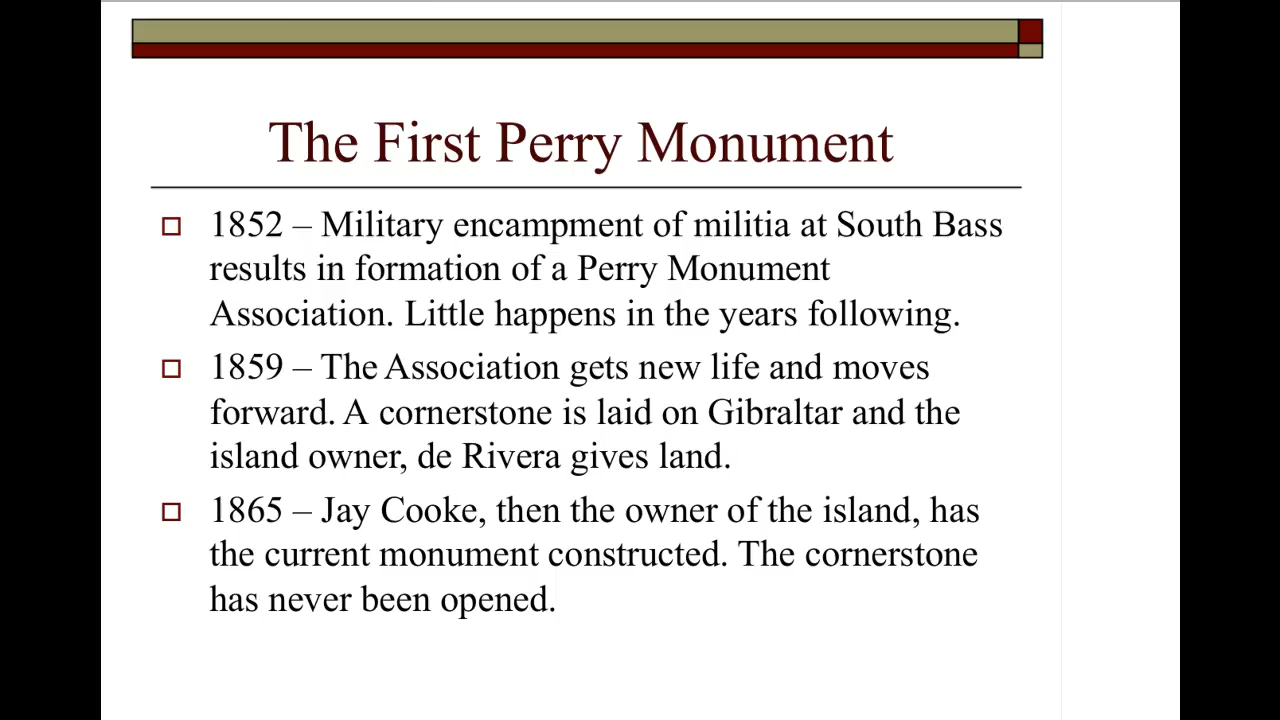 The First Perry Monument
1852 – Military encampment of militia at South Bass
results in formation of a Perry Monument
Association. Little happens in the years following.
1859 – The Association gets new life and moves
forward. A cornerstone is laid on Gibraltar and the
island owner, de Rivera gives land.
1865 – Jay Cooke, then the owner of the island, has
the current monument constructed. The cornerstone
has never been opened.